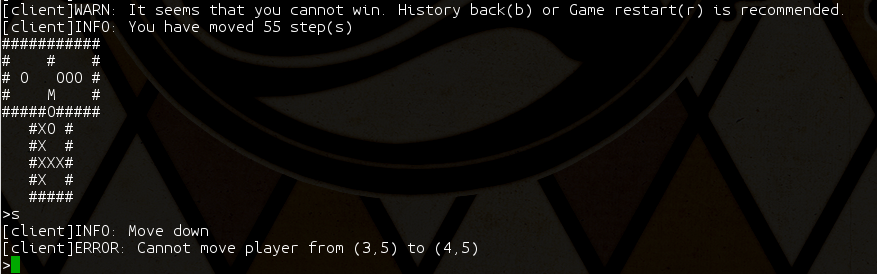 [client]WARN: It seems that you cannot win. History back(b) or Game restart(r) is recommended.
[client]INFO: You have moved 55 step(s)
###########
#    #    #
# O   OOO #
#    M    #
#####O#####
   #XO #
   #X  #
   #XXX#
   #X  #
   #####
>s
[client]INFO: Move down
[client]ERROR: Cannot move player from (3,5) to (4,5)
>